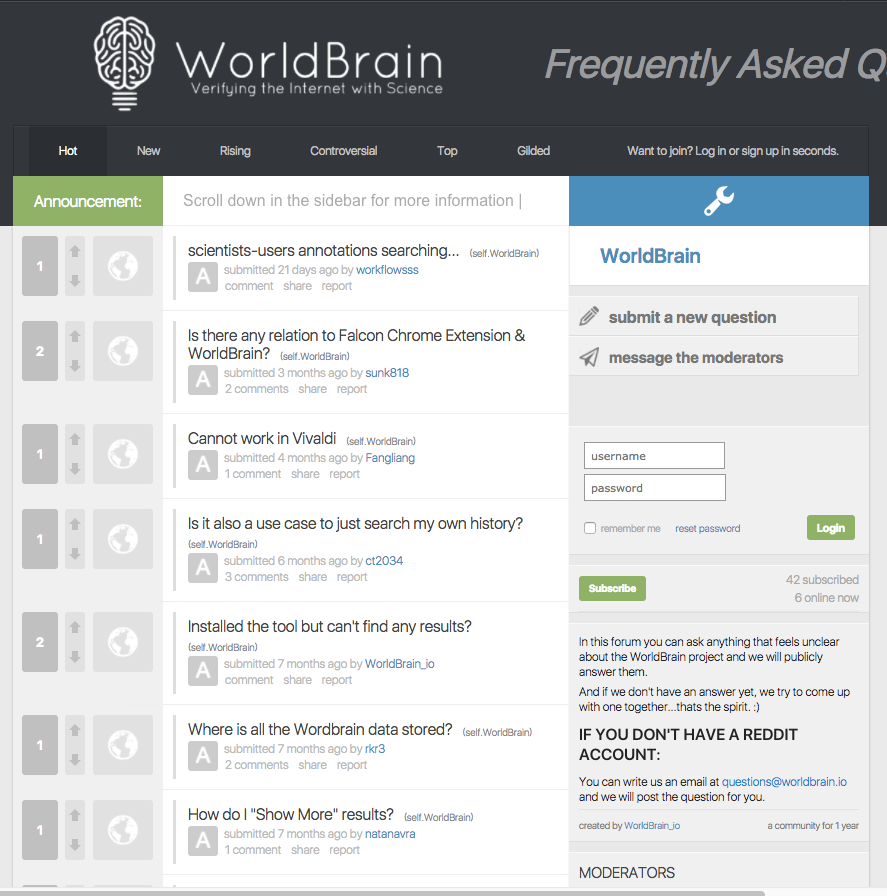 WorldBrain
Verifying the Internet with Science
Frequently Asked Q
Hot New Rising Controversial Top Gilded Want to join? Log in or sign up in seconds.
Announcement: Scroll down in the sidebar for more information |
1
scientists-users annotations searching... (self.WorldBrain)
A
submitted 21 days ago by workflowsss
comment share report
2
Is there any relation to Falcon Chrome Extension &
WorldBrain? (self.WorldBrain)
A
submitted 3 months ago by sunk818
2 comments share report
1
Cannot work in Vivaldi (self.WorldBrain)
A
submitted 4 months ago by Fangliang
1 comment share report
1
Is it also a use case to just search my own history?
(self.WorldBrain)
A
submitted 6 months ago by ct2034
3 comments share report
2
Installed the tool but can't find any results?
(self.WorldBrain)
A
submitted 7 months ago by WorldBrain_io
comment share report
1
Where is all the Wordbrain data stored? (self.WorldBrain)
A
submitted 7 months ago by rkr3
2 comments share report
1
How do I "Show More" results? (self.WorldBrain)
A
submitted 7 months ago by natanavra
1 comment share report
WorldBrain
submit a new question
message the moderators
username
password
remember me reset password Login
Subscribe
42 subscribed
6 online now
In this forum you can ask anything that feels unclear
about the WorldBrain project and we will publicly
answer them.
And if we don't have an answer yet, we try to come up
with one together...thats the spirit. :)
IF YOU DON'T HAVE A REDDIT
ACCOUNT:
You can write us an email at questions@worldbrain.io
and we will post the question for you.
created by WorldBrain_io a community for 1 year
MODERATORS